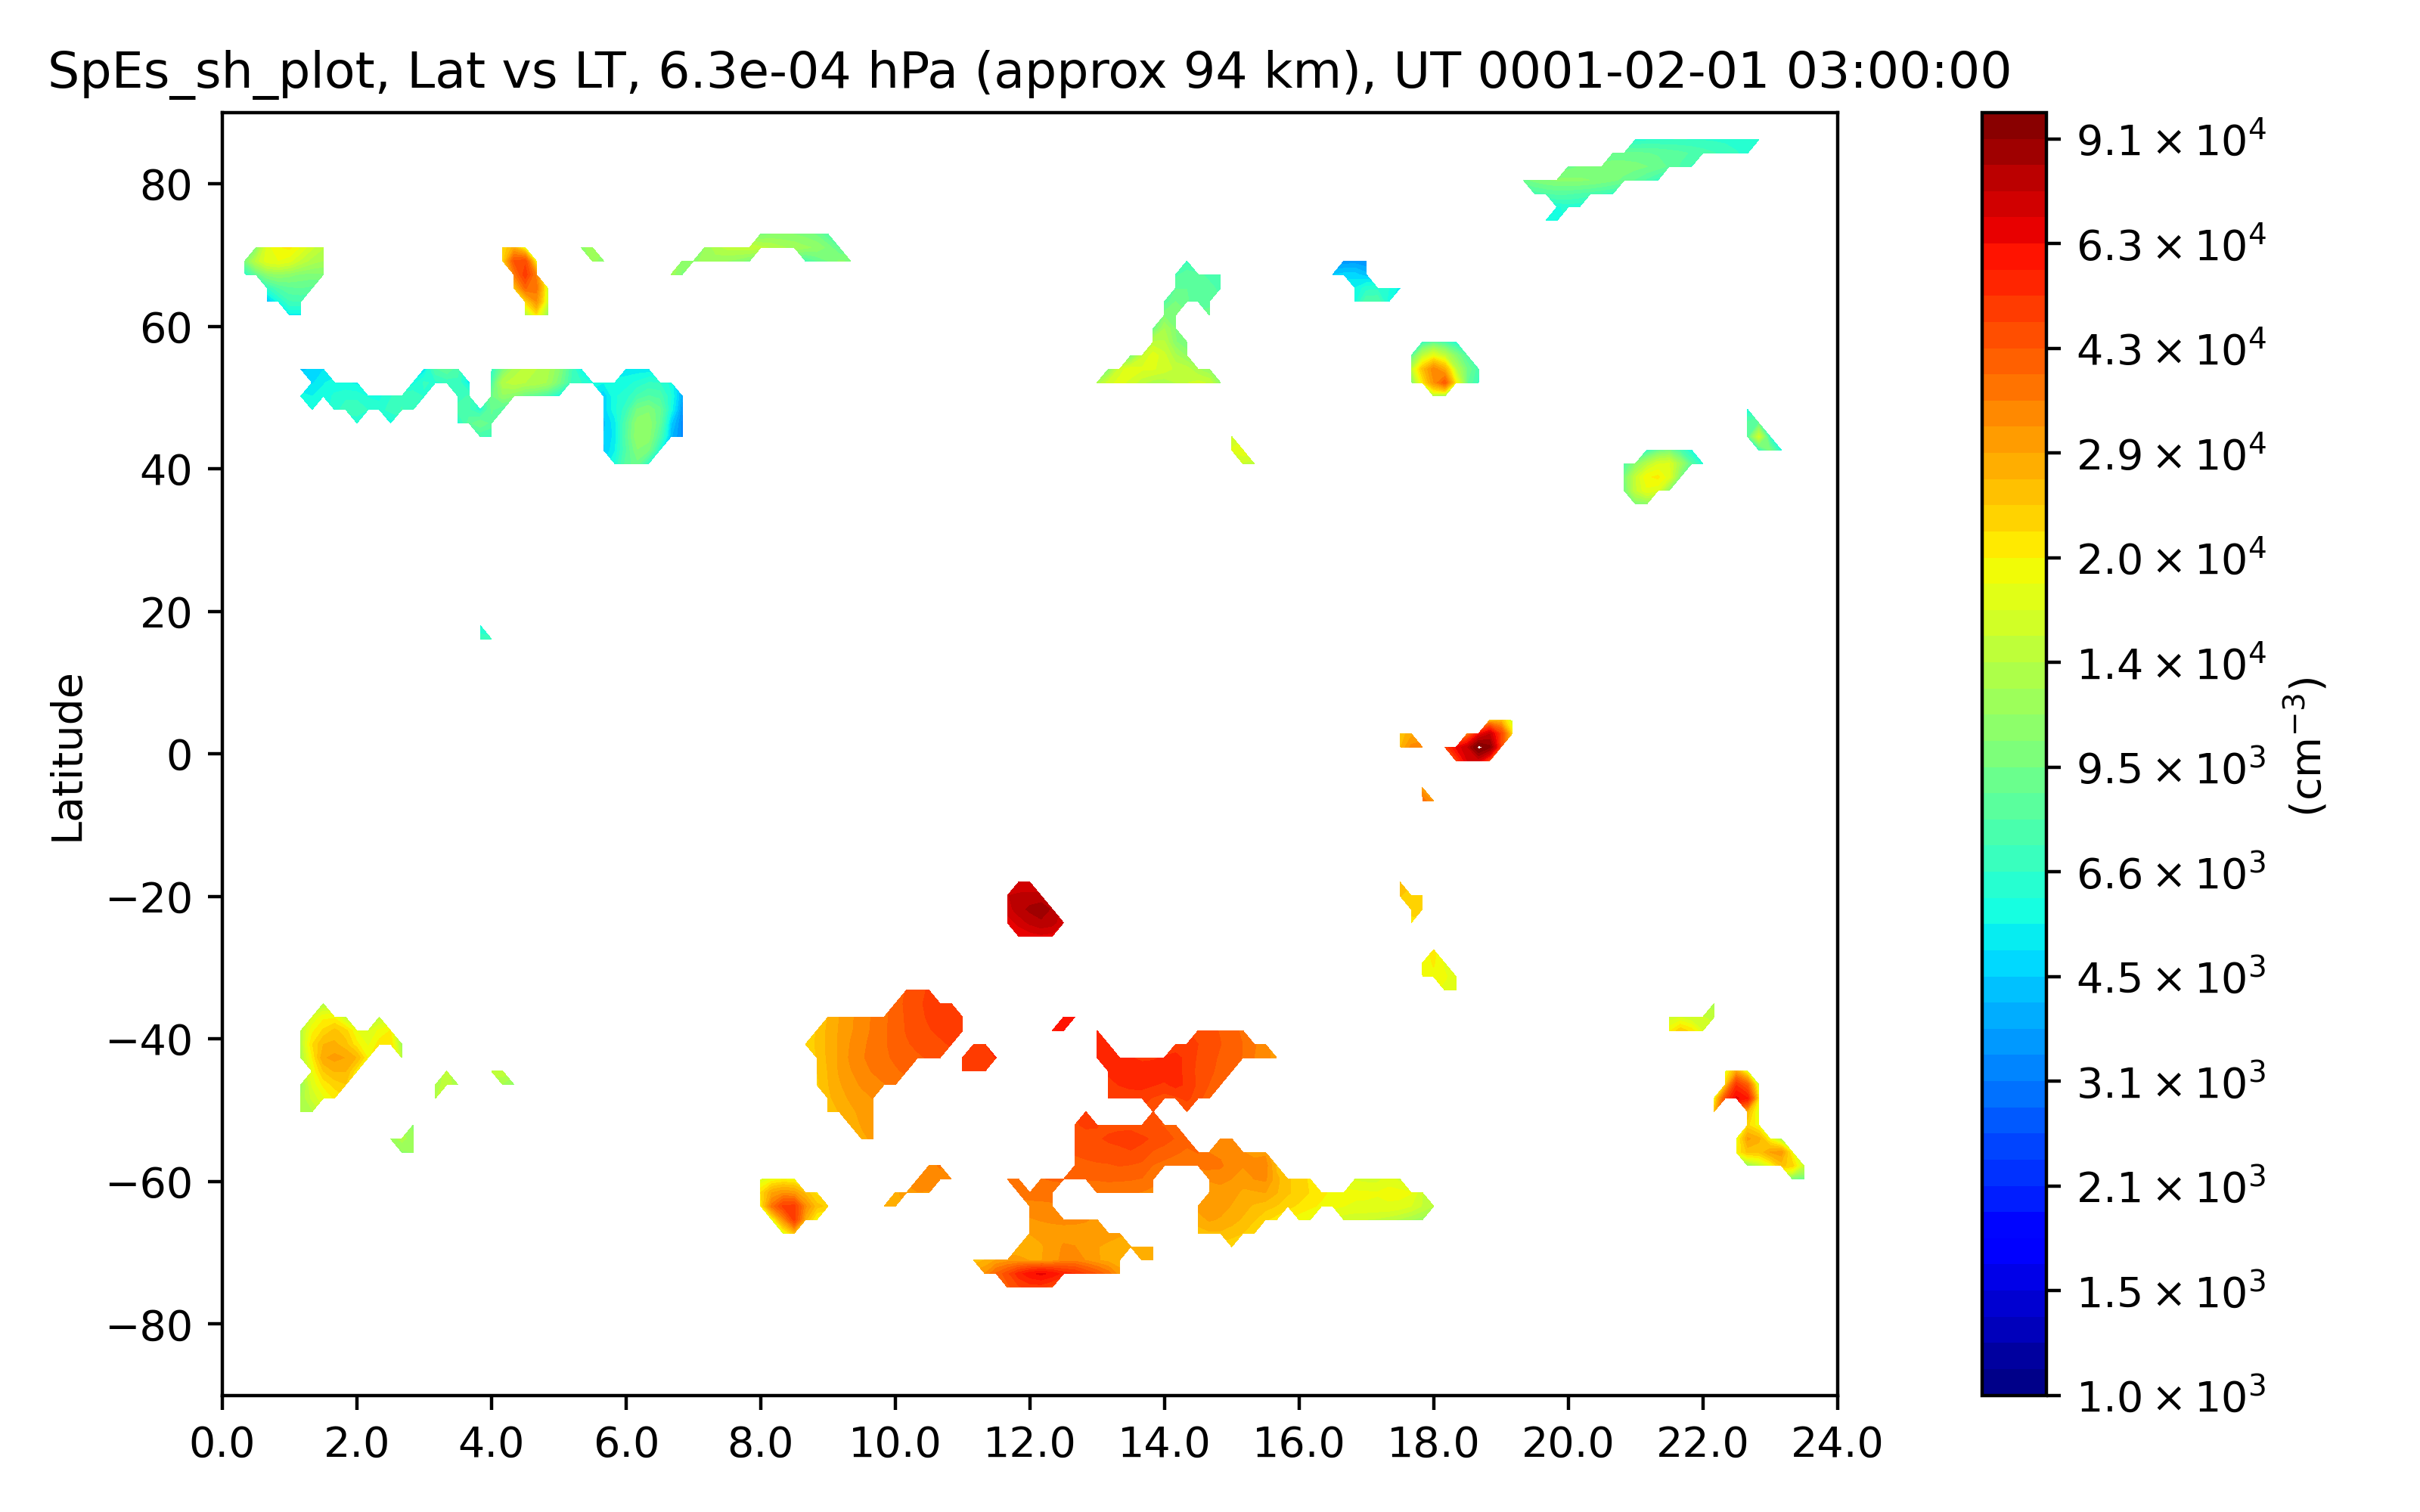 SpEs_sh_plot, Lat vs LT, 6.3e-04 hPa (approx 94 km), UT 0001-02-01 03:00:00
Latitude
80
60
40
20
0
−20
−40
−60
−80
0.0 2.0 4.0 6.0 8.0 10.0 12.0 14.0 16.0 18.0 20.0 22.0 24.0
9.1 × 10⁴
6.3 × 10⁴
4.3 × 10⁴
2.9 × 10⁴
2.0 × 10⁴
1.4 × 10⁴
9.5 × 10³
6.6 × 10³
4.5 × 10³
3.1 × 10³
2.1 × 10³
1.5 × 10³
1.0 × 10³
(cm⁻³)